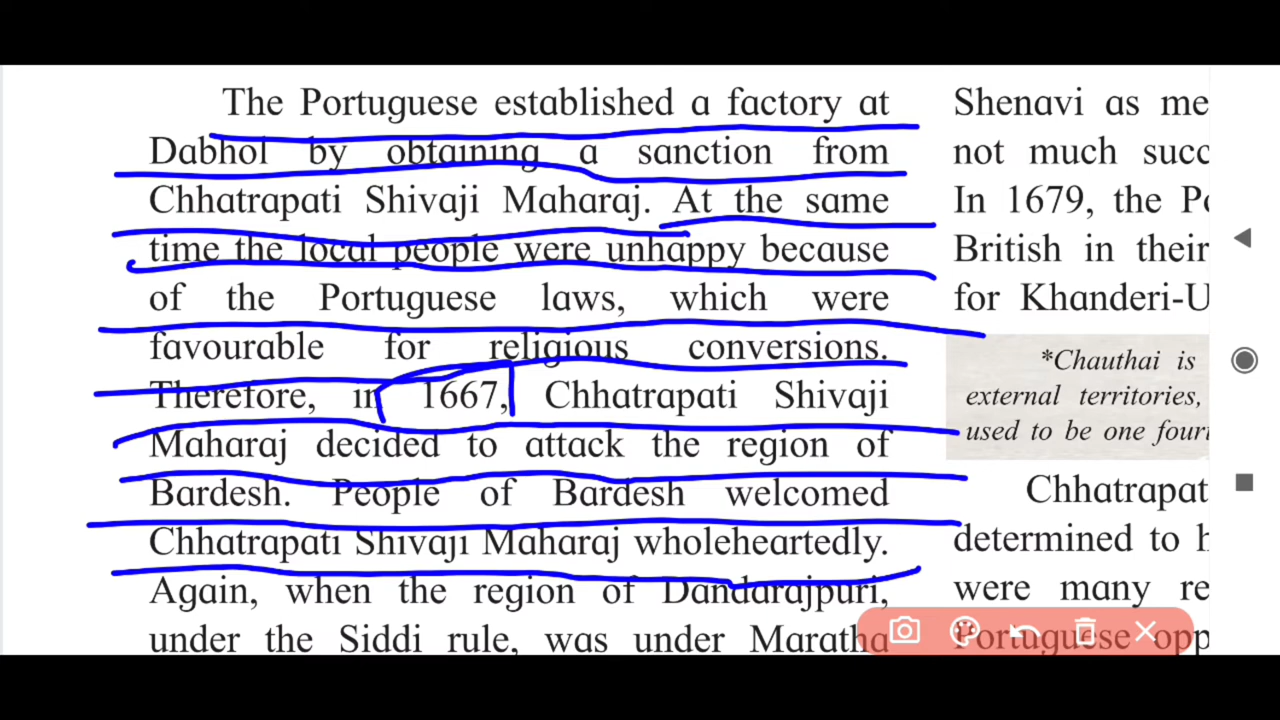 The Portuguese established a factory at
Dabhol by obtaining a sanction from
Chhatrapati Shivaji Maharaj. At the same
time the local people were unhappy because
of the Portuguese laws, which were
favourable for religious conversions.
Therefore, in 1667, Chhatrapati Shivaji
Maharaj decided to attack the region of
Bardesh. People of Bardesh welcomed
Chhatrapati Shivaji Maharaj wholeheartedly.
Again, when the region of Dandarajpuri,
under the Siddi rule, was under Maratha
Shenavi as me
not much succ
In 1679, the Po
British in their
for Khanderi-U
*Chauthai is
external territories,
used to be one four
Chhatrapat
determined to h
were many re
Portuguese opp